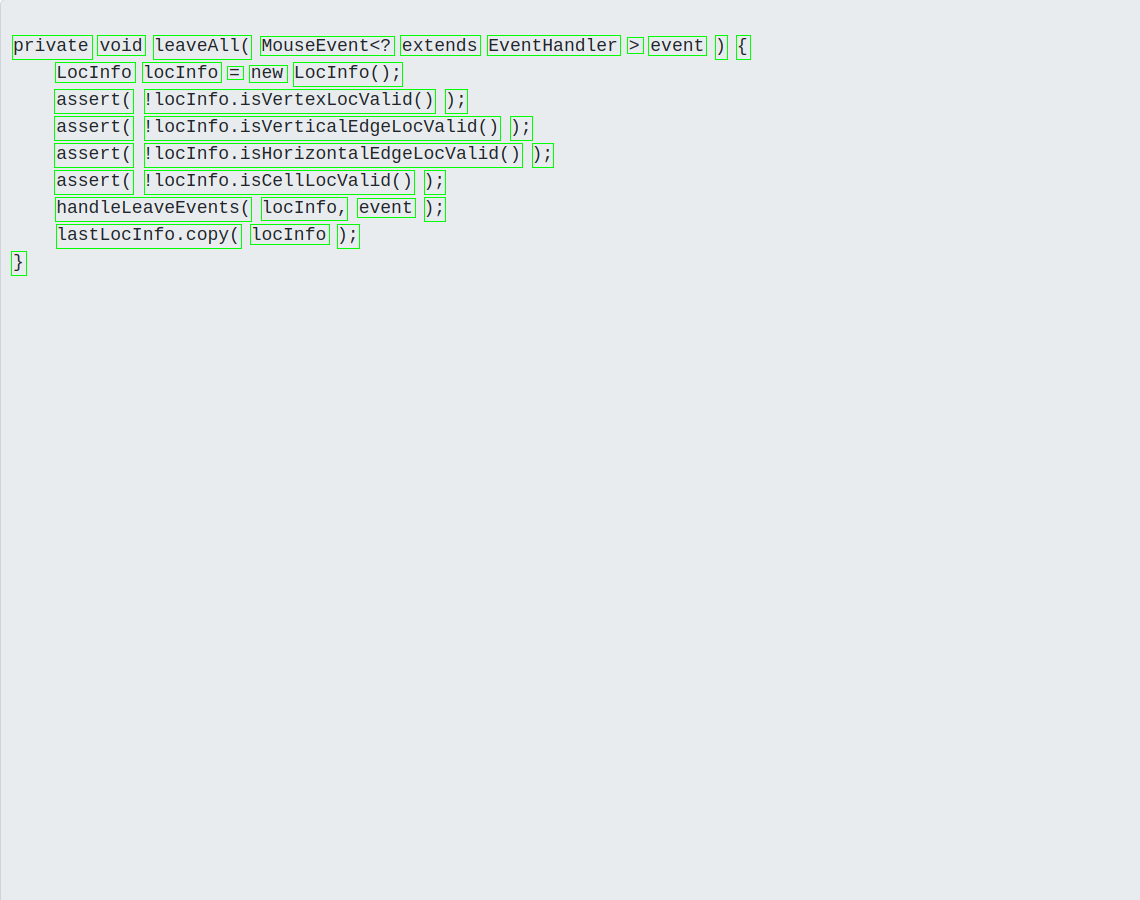 private void leaveAll( MouseEvent<? extends EventHandler > event ) {
    LocInfo locInfo = new LocInfo();
    assert( !locInfo.isVertexLocValid() );
    assert( !locInfo.isVerticalEdgeLocValid() );
    assert( !locInfo.isHorizontalEdgeLocValid() );
    assert( !locInfo.isCellLocValid() );
    handleLeaveEvents( locInfo, event );
    lastLocInfo.copy( locInfo );
}